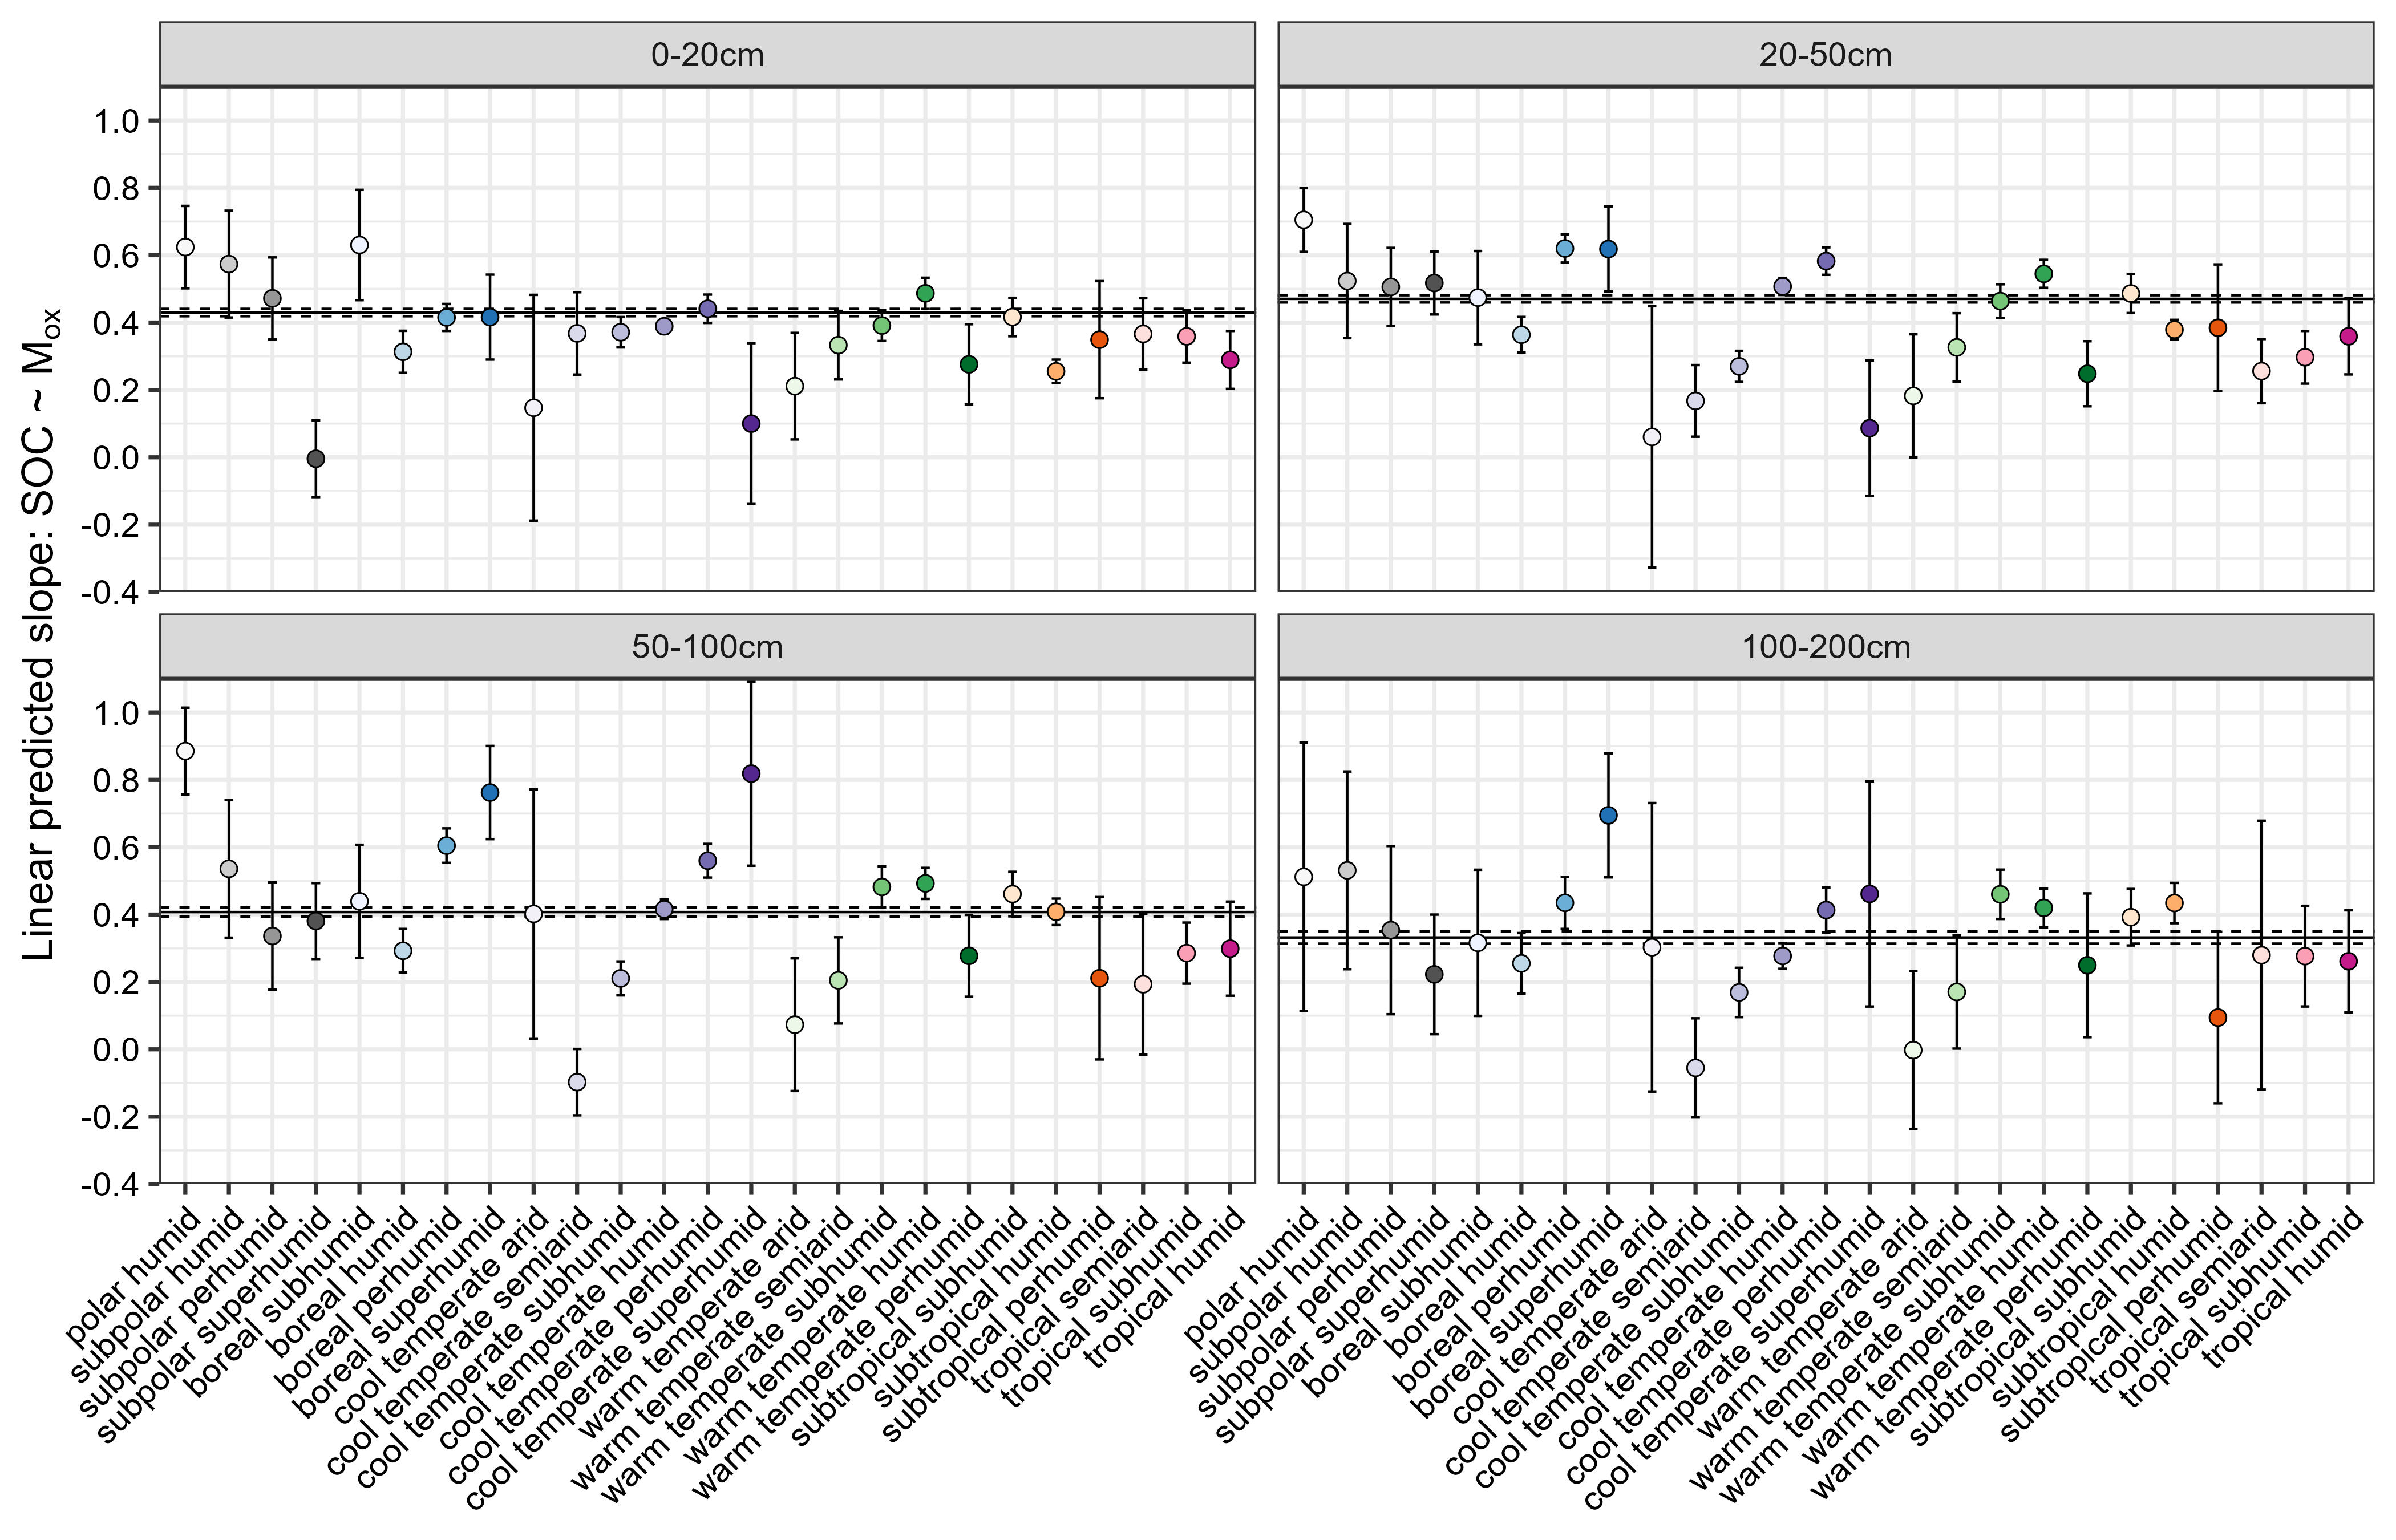 Linear predicted slope: SOC ~ Mox
0-20cm
20-50cm
1.0
0.8
0.6
0.4
0.2
0.0
-0.2
-0.4
50-100cm
100-200cm
1.0
0.8
0.6
0.4
0.2
0.0
-0.2
-0.4
polar humid
subpolar humid
subpolar perhumid
subpolar superhumid
boreal subhumid
boreal humid
boreal perhumid
boreal superhumid
cool temperate arid
cool temperate semiarid
cool temperate subhumid
cool temperate humid
cool temperate perhumid
cool temperate superhumid
warm temperate arid
warm temperate semiarid
warm temperate subhumid
warm temperate humid
warm temperate perhumid
subtropical subhumid
subtropical humid
subtropical perhumid
tropical semiarid
tropical subhumid
tropical humid
polar humid
subpolar humid
subpolar perhumid
subpolar superhumid
boreal subhumid
boreal humid
boreal perhumid
boreal superhumid
cool temperate arid
cool temperate semiarid
cool temperate subhumid
cool temperate humid
cool temperate perhumid
cool temperate superhumid
warm temperate arid
warm temperate semiarid
warm temperate subhumid
warm temperate humid
warm temperate perhumid
subtropical subhumid
subtropical humid
subtropical perhumid
tropical semiarid
tropical subhumid
tropical humid